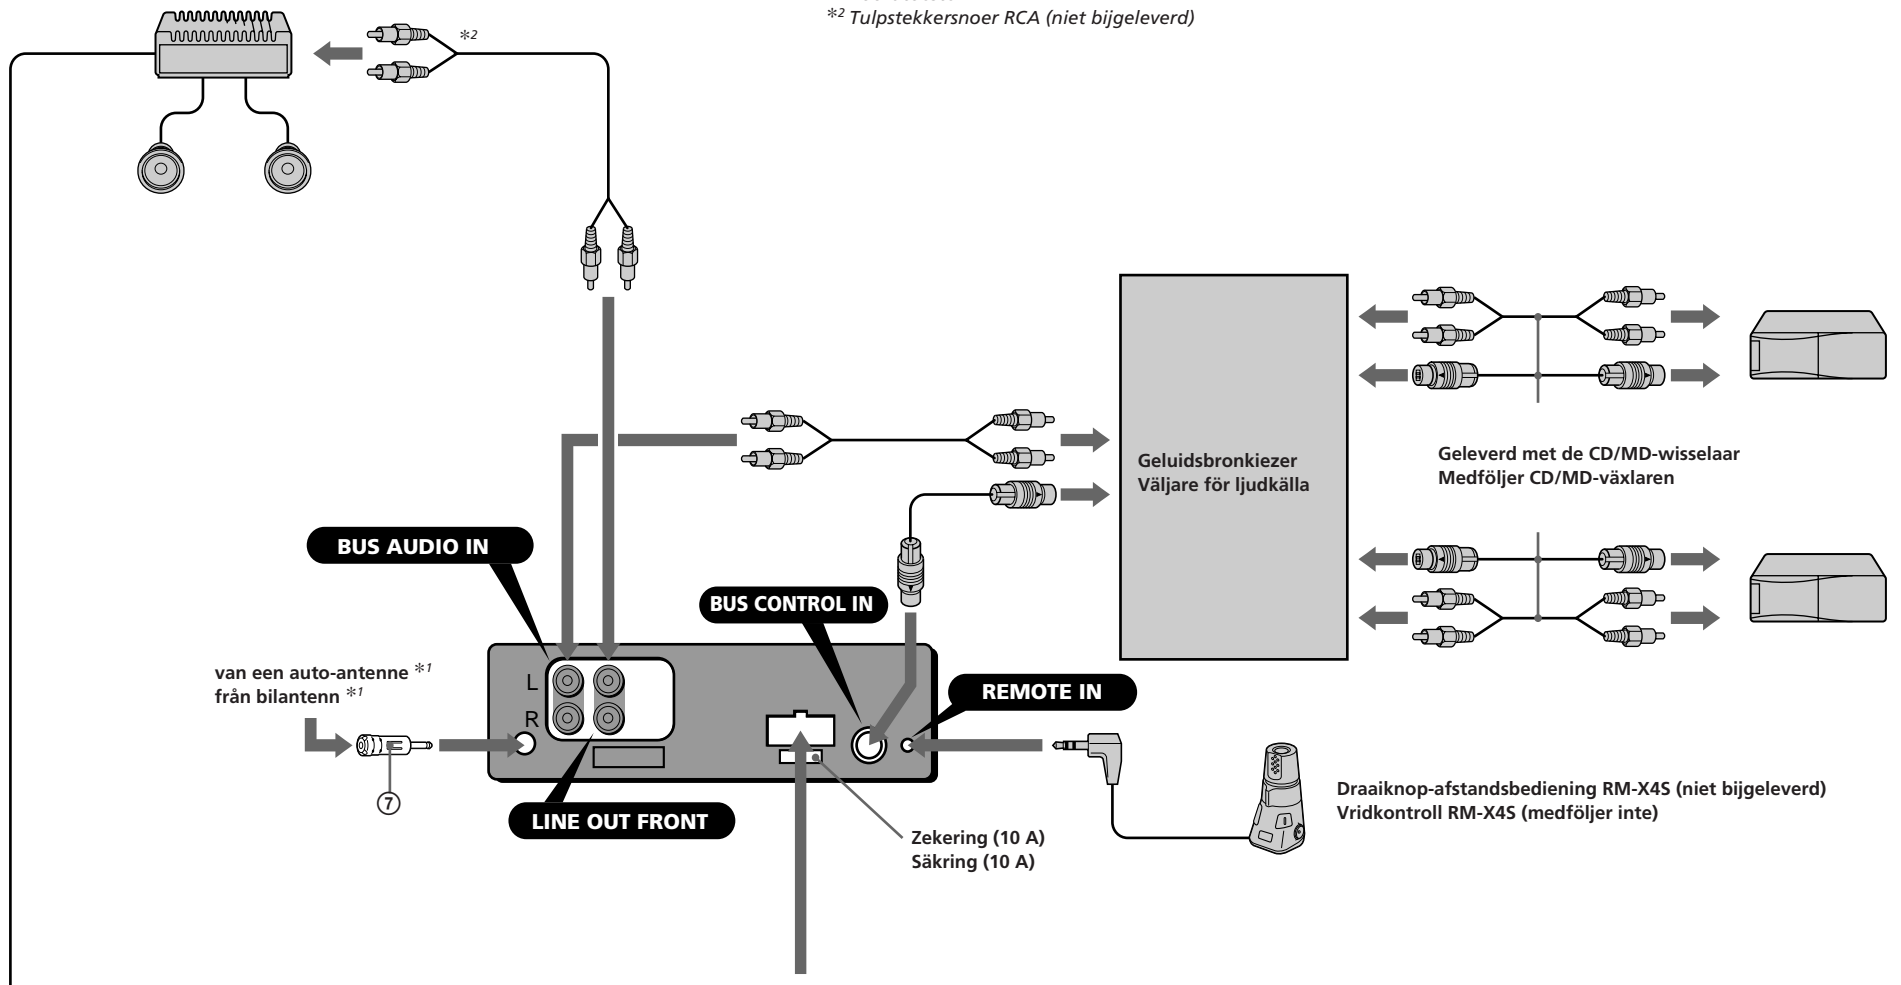 *2 Tulpstekkersnoer RCA (niet bijgeleverd)
*2
Geluidsbronkiezer
Väljare för ljudkälla
Geleverd met de CD/MD-wisselaar
Medföljer CD/MD-växlaren
BUS AUDIO IN
BUS CONTROL IN
van een auto-antenne *1
från bilantenn *1
L
R
REMOTE IN
7
LINE OUT FRONT
Draaiknop-afstandsbediening RM-X4S (niet bijgeleverd)
Vridkontroll RM-X4S (medföljer inte)
Zekering (10 A)
Säkring (10 A)